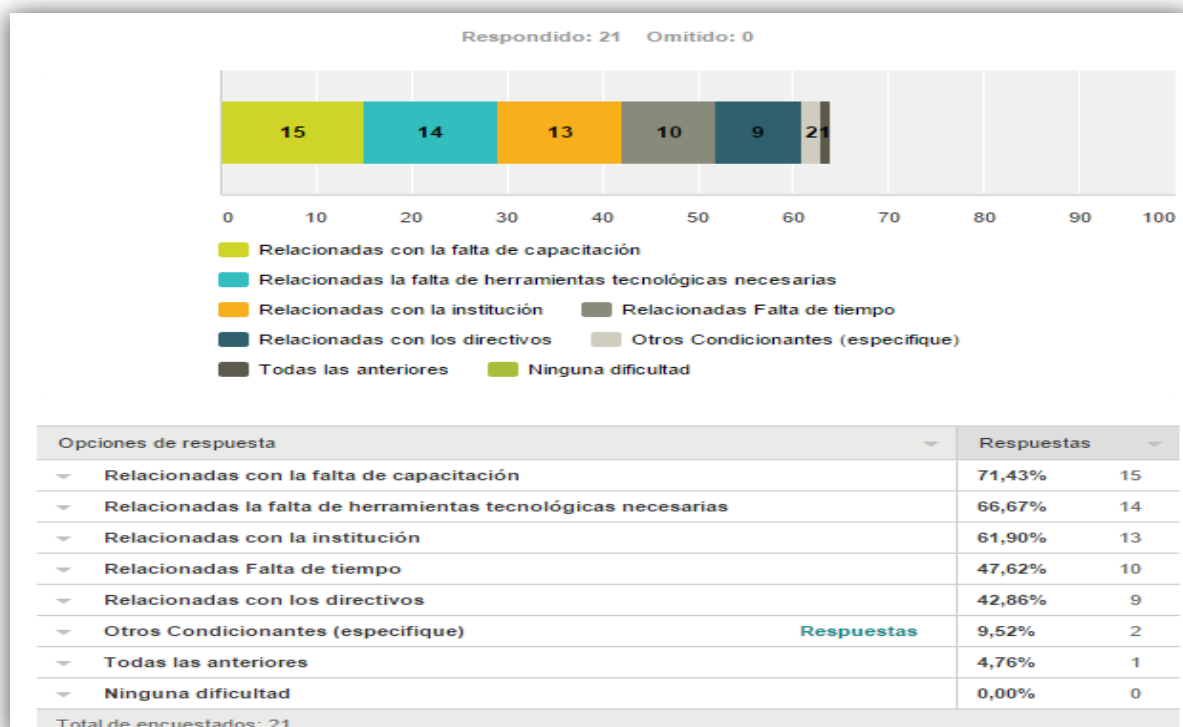 Respondido: 21 Omitido: 0
15 14 13 10 9 2 1
0 10 20 30 40 50 60 70 80 90 100
Relacionadas con la falta de capacitación
Relacionadas la falta de herramientas tecnológicas necesarias
Relacionadas con la institución Relacionadas Falta de tiempo
Relacionadas con los directivos Otros Condicionantes (especifique)
Todas las anteriores Ninguna dificultad
Opciones de respuesta Respuestas
Relacionadas con la falta de capacitación 71,43% 15
Relacionadas la falta de herramientas tecnológicas necesarias 66,67% 14
Relacionadas con la institución 61,90% 13
Relacionadas Falta de tiempo 47,62% 10
Relacionadas con los directivos 42,86% 9
Otros Condicionantes (especifique) Respuestas 9,52% 2
Todas las anteriores 4,76% 1
Ninguna dificultad 0,00% 0
Total de encuestados: 21